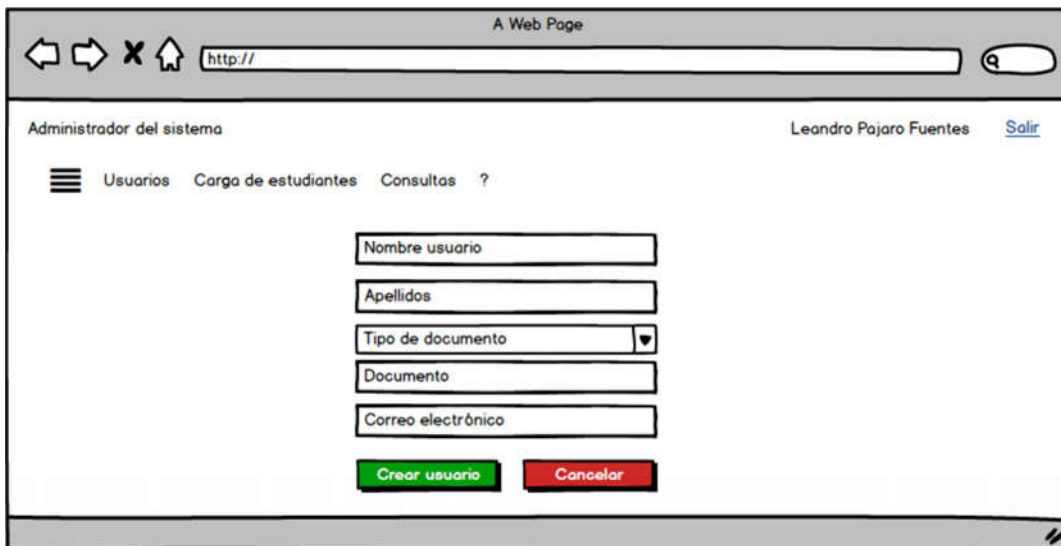 A Web Page
http://
Administrador del sistema Leandro Pajaro Fuentes Salir
Usuarios Carga de estudiantes Consultas ?
Nombre usuario
Apellidos
Tipo de documento
Documento
Correo electrónico
Crear usuario Cancelar